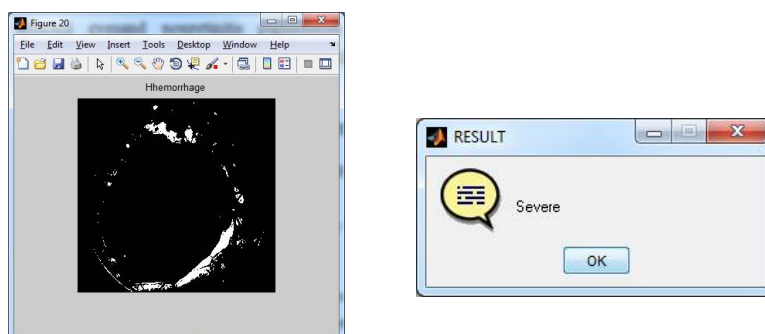 Figure 20
File Edit View Insert Tools Desktop Window Help
Hhemorrhage
RESULT
Severe
OK